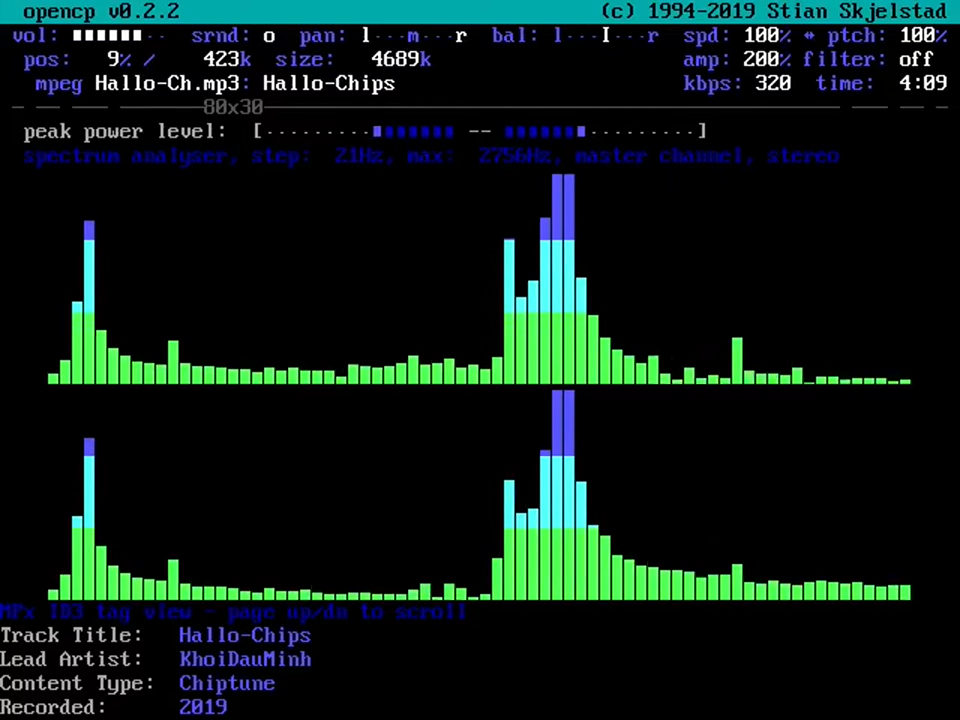 opencp v0.2.2 (c) 1994-2019 Stian Skjelstad
vol: ■■■■■■·· srnd: o pan: l···m···r bal: l···I···r spd: 100% ↔ ptch: 100%
pos: 9% / 423k size: 4689k amp: 200% filter: off
mpeg Hallo-Ch.mp3: Hallo-Chips kbps: 320 time: 4:09
80x30
peak power level: [·········■■■■■■■ -- ■■■■■■■·········]
spectrum analyser, step: 21Hz, max: 2756Hz, master channel, stereo
MPx ID3 tag view - page up/dn to scroll
Track Title: Hallo-Chips
Lead Artist: KhoiDauMinh
Content Type: Chiptune
Recorded: 2019